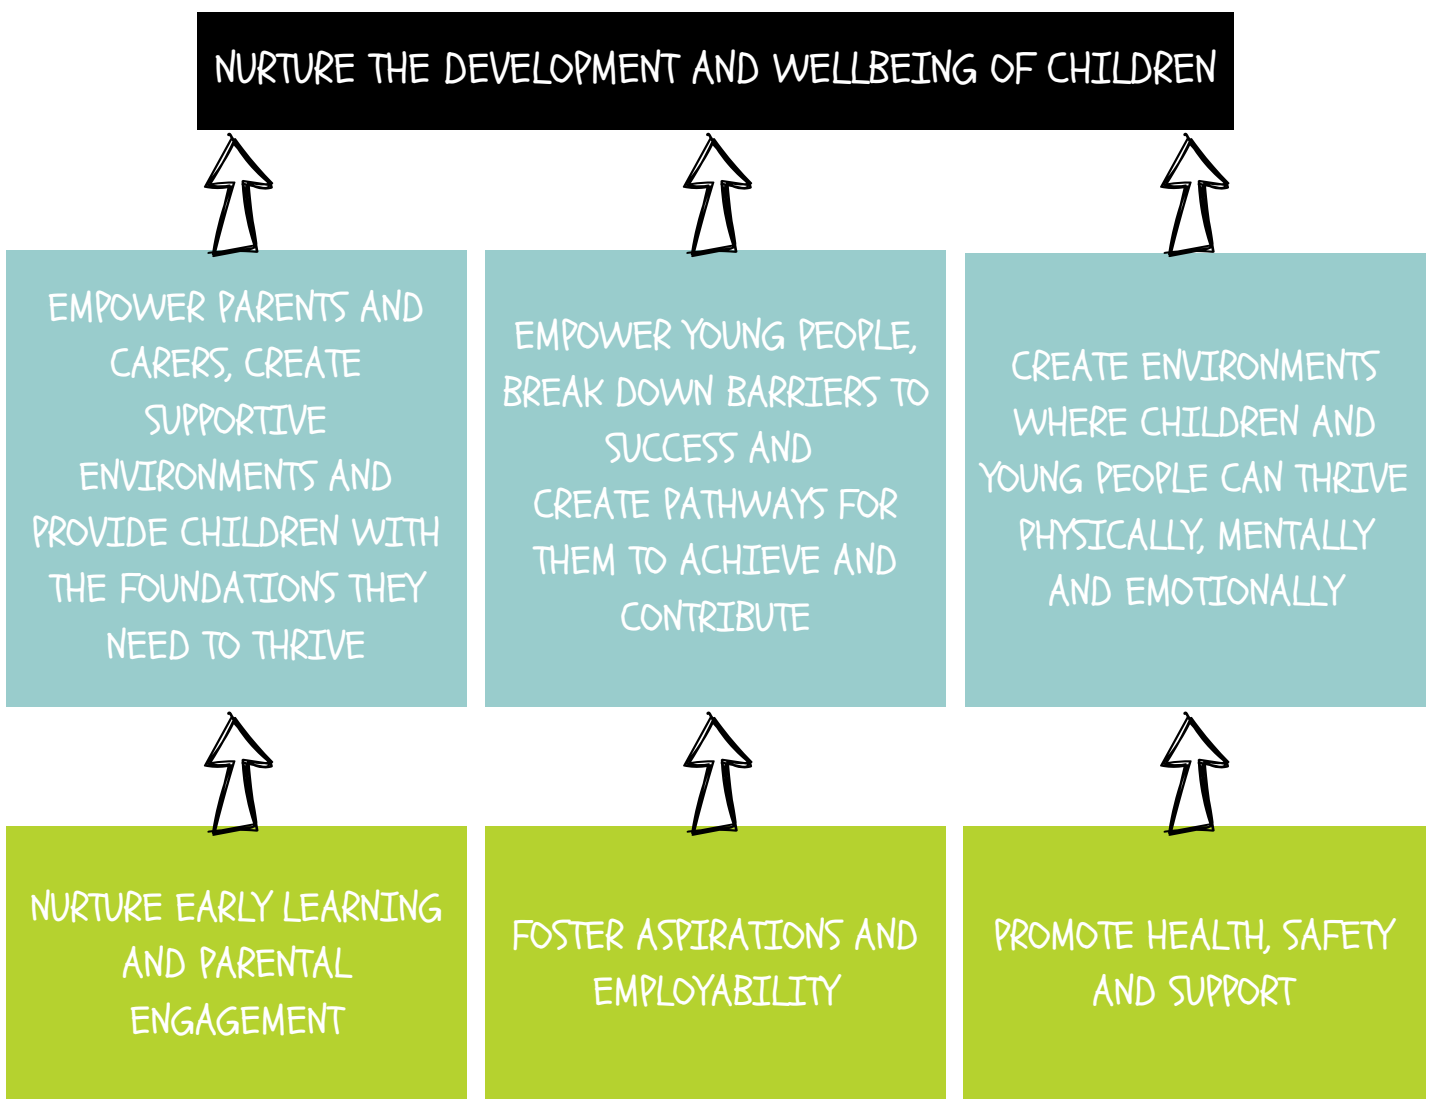 NURTURE THE DEVELOPMENT AND WELLBEING OF CHILDREN
EMPOWER PARENTS AND
CARERS, CREATE
SUPPORTIVE
ENVIRONMENTS AND
PROVIDE CHILDREN WITH
THE FOUNDATIONS THEY
NEED TO THRIVE
EMPOWER YOUNG PEOPLE,
BREAK DOWN BARRIERS TO
SUCCESS AND
CREATE PATHWAYS FOR
THEM TO ACHIEVE AND
CONTRIBUTE
CREATE ENVIRONMENTS
WHERE CHILDREN AND
YOUNG PEOPLE CAN THRIVE
PHYSICALLY, MENTALLY
AND EMOTIONALLY
NURTURE EARLY LEARNING
AND PARENTAL
ENGAGEMENT
FOSTER ASPIRATIONS AND
EMPLOYABILITY
PROMOTE HEALTH, SAFETY
AND SUPPORT